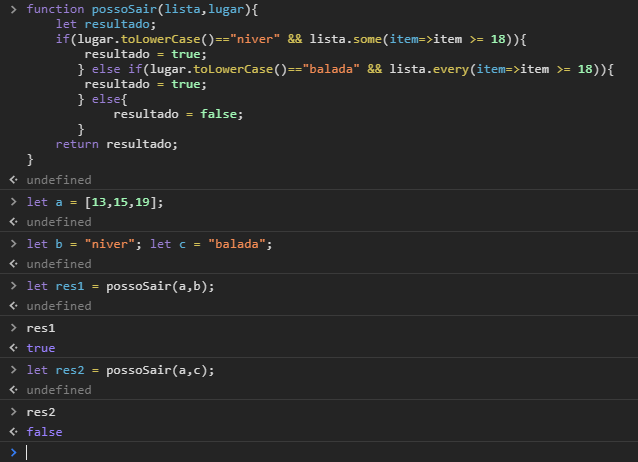 > function possoSair(lista,lugar){
let resultado;
if(lugar.toLowerCase()=="niver" && lista.some(item=>item >= 18)){
resultado = true;
} else if(lugar.toLowerCase()=="balada" && lista.every(item=>item >= 18)){
resultado = true;
} else{
resultado = false;
}
return resultado;
}
undefined
> let a = [13,15,19];
undefined
> let b = "niver"; let c = "balada";
undefined
> let res1 = possoSair(a,b);
undefined
> res1
true
> let res2 = possoSair(a,c);
undefined
> res2
false
>